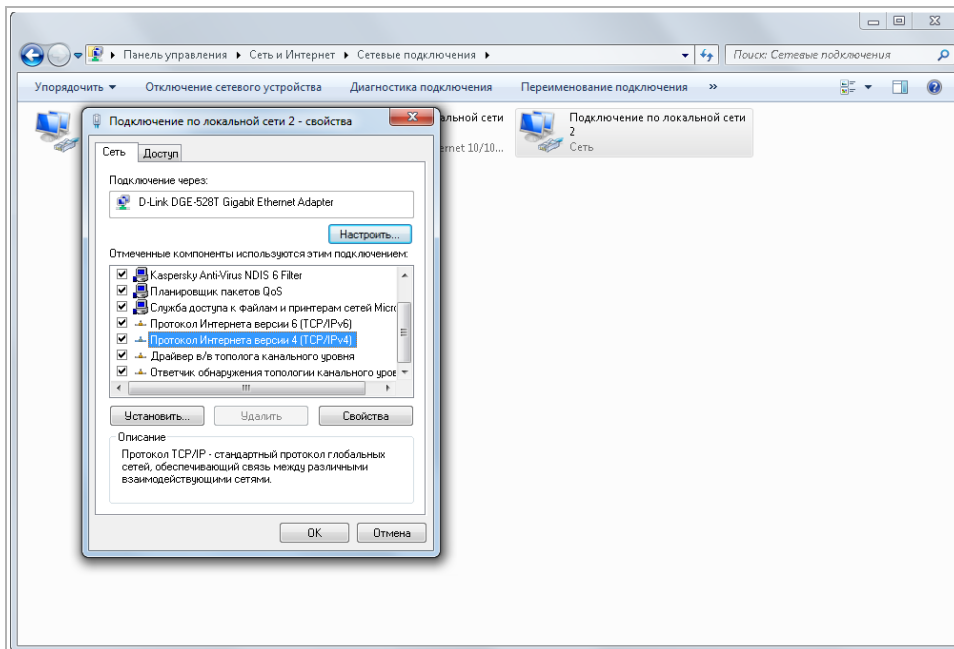 Панель управления ▸ Сеть и Интернет ▸ Сетевые подключения ▸
Поиск: Сетевые подключения
Упорядочить
Отключение сетевого устройства
Диагностика подключения
Переименование подключения
»
Подключение по локальной сети 2 - свойства
Сеть
Доступ
Подключение через:
D-Link DGE-528T Gigabit Ethernet Adapter
Настроить...
Отмеченные компоненты используются этим подключением:
Kaspersky Anti-Virus NDIS 6 Filter
Планировщик пакетов QoS
Служба доступа к файлам и принтерам сетей Micro
Протокол Интернета версии 6 (TCP/IPv6)
Протокол Интернета версии 4 (TCP/IPv4)
Драйвер в/в тополога канального уровня
Ответчик обнаружения топологии канального уров
Установить...
Удалить
Свойства
Описание
Протокол TCP/IP - стандартный протокол глобальных
сетей, обеспечивающий связь между различными
взаимодействующими сетями.
OK
Отмена
альной сети
ernet 10/10...
Подключение по локальной сети
2
Сеть